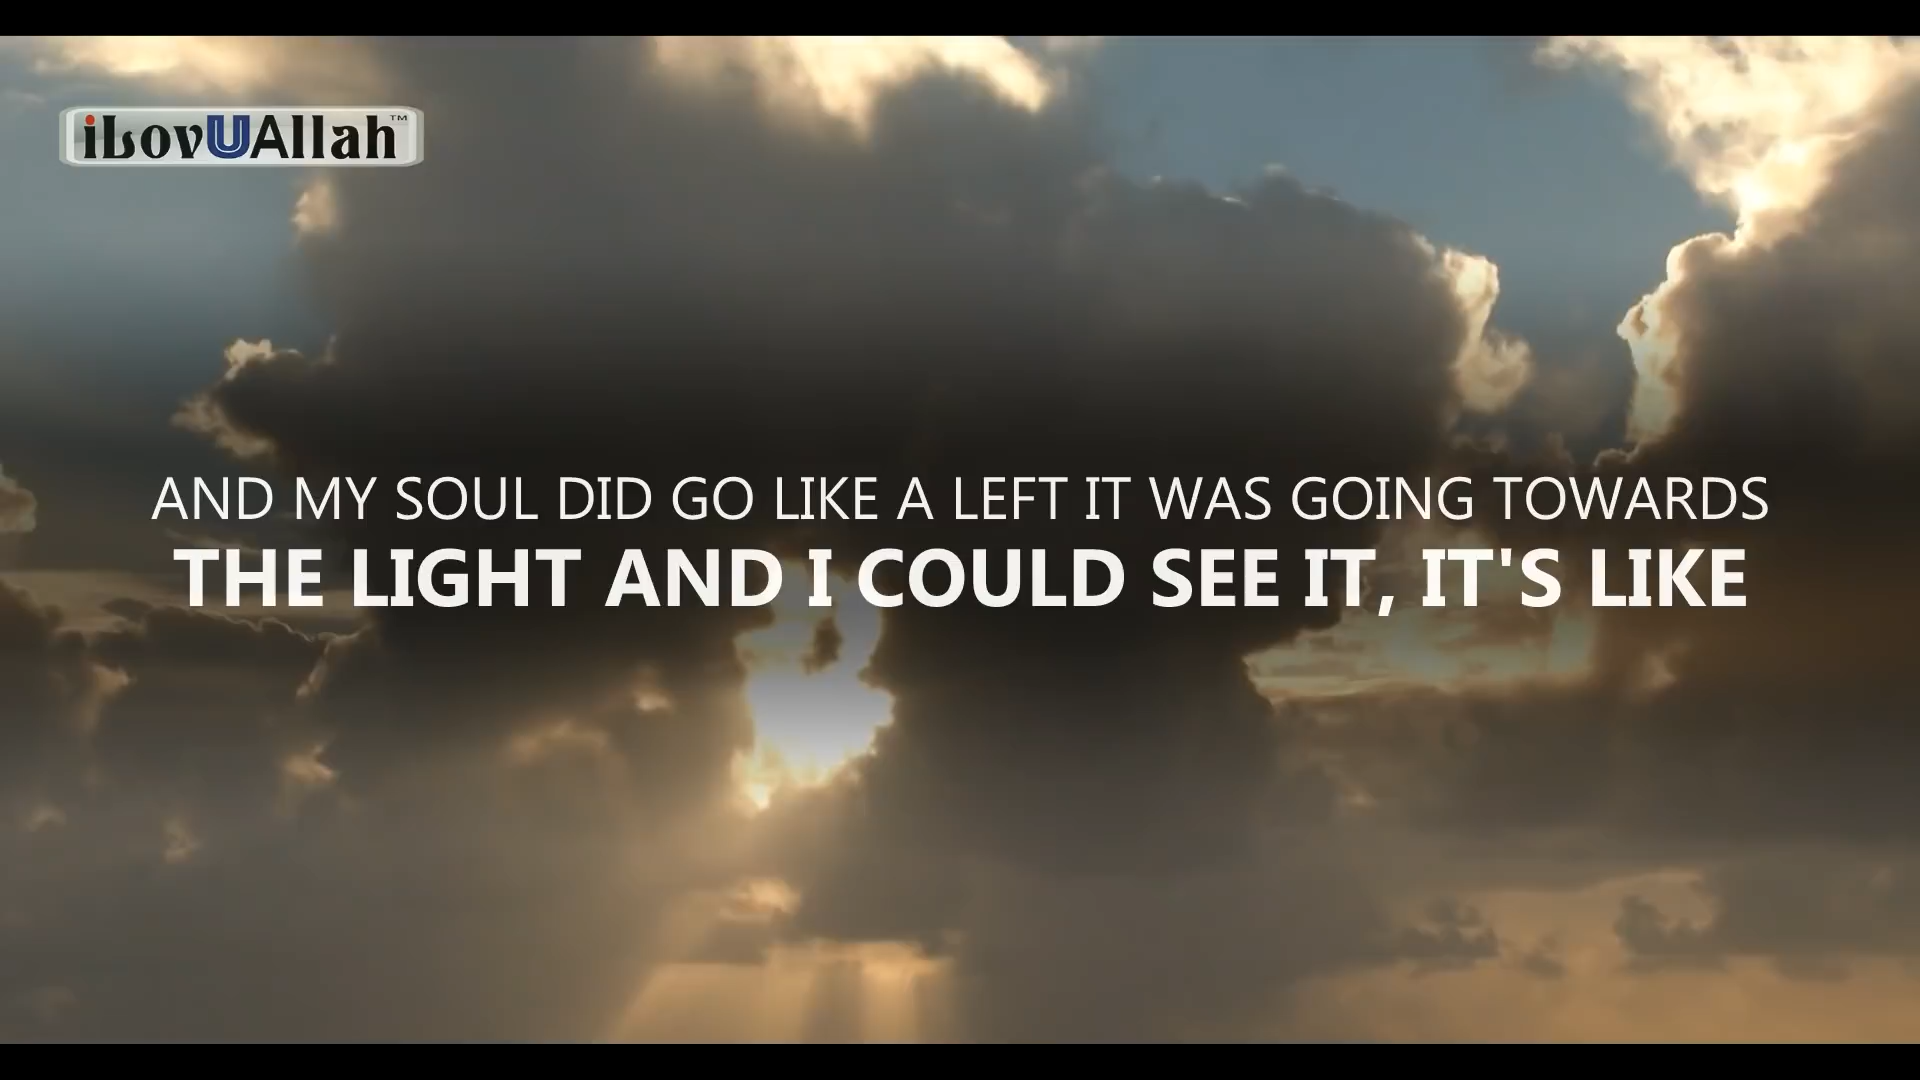 iLovUAllah™
AND MY SOUL DID GO LIKE A LEFT IT WAS GOING TOWARDS
THE LIGHT AND I COULD SEE IT, IT'S LIKE